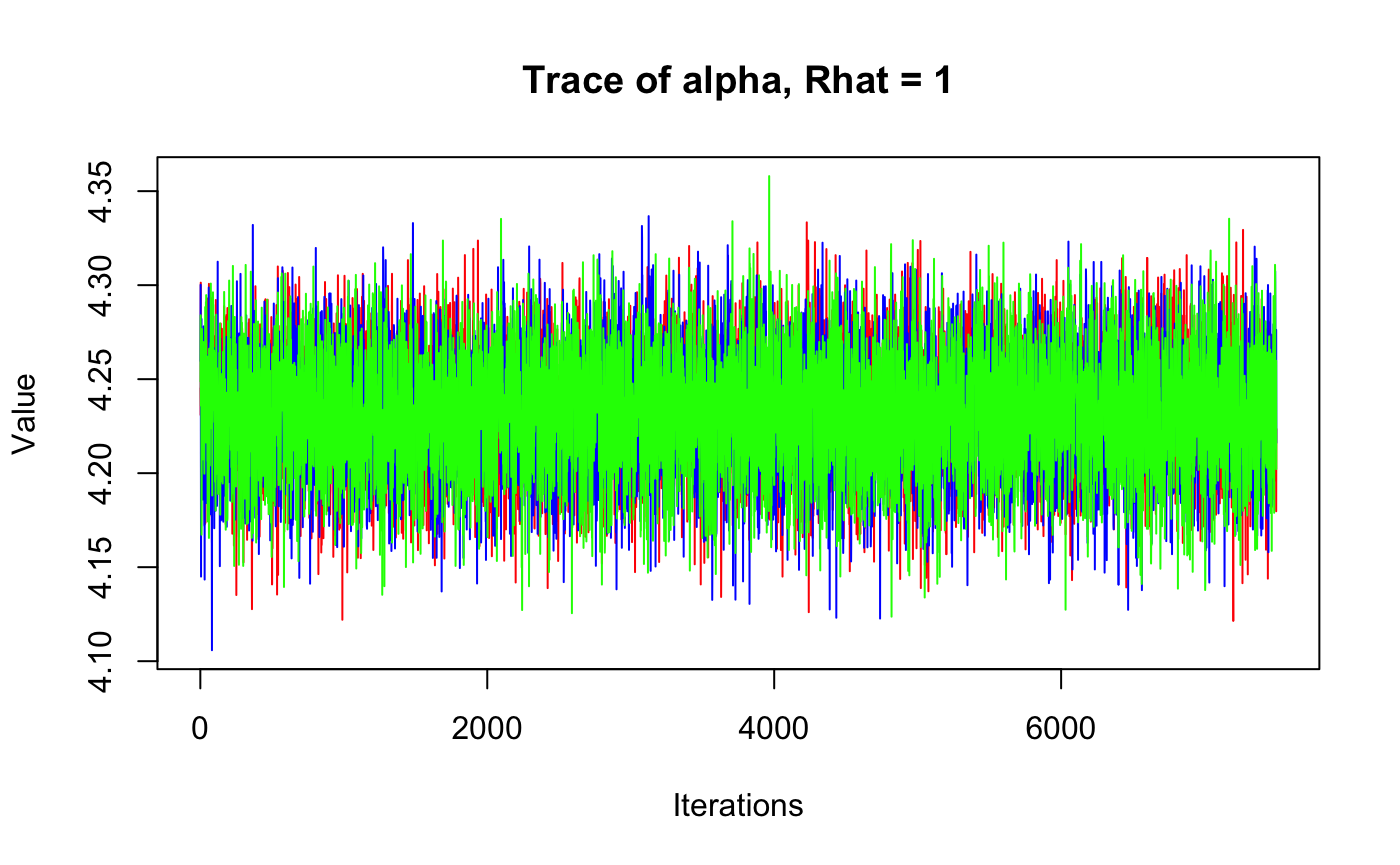 Trace of alpha, Rhat = 1
Value
4.35
4.30
4.25
4.20
4.15
4.10
0 2000 4000 6000
Iterations